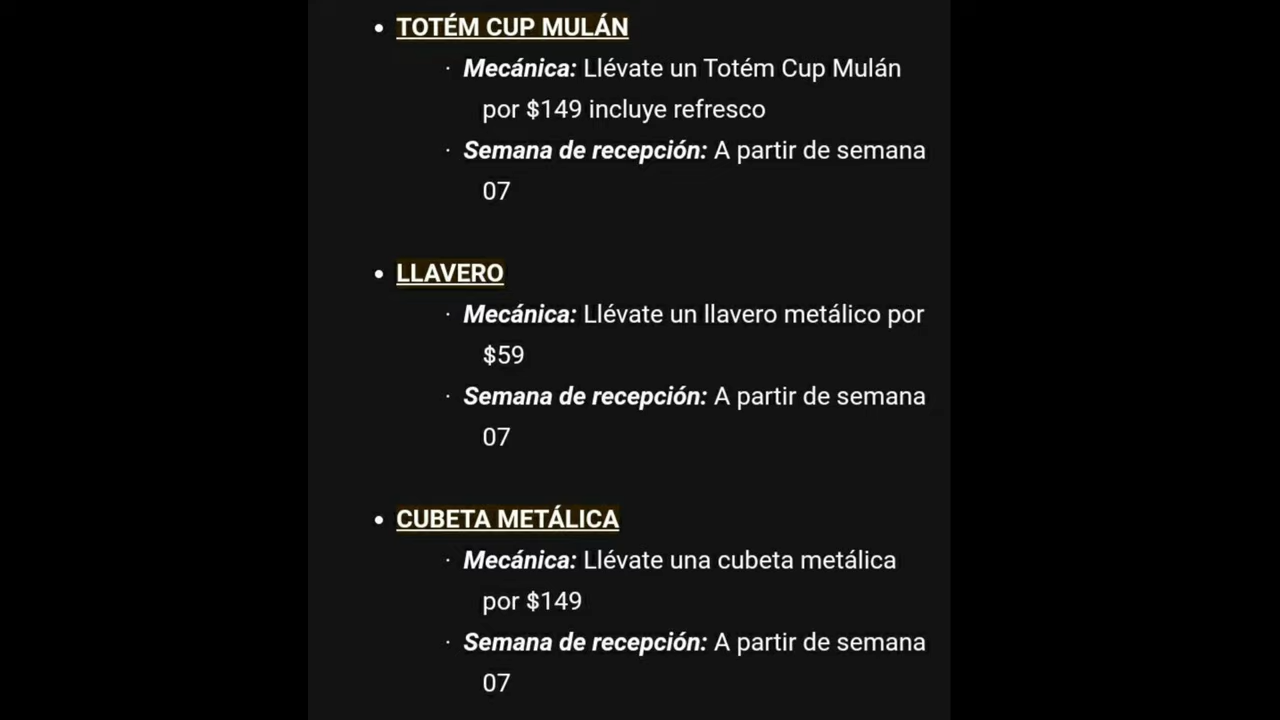 • TOTÉM CUP MULÁN
· Mecánica: Llévate un Totém Cup Mulán
por $149 incluye refresco
· Semana de recepción: A partir de semana
07
• LLAVERO
· Mecánica: Llévate un llavero metálico por
$59
· Semana de recepción: A partir de semana
07
• CUBETA METÁLICA
· Mecánica: Llévate una cubeta metálica
por $149
· Semana de recepción: A partir de semana
07